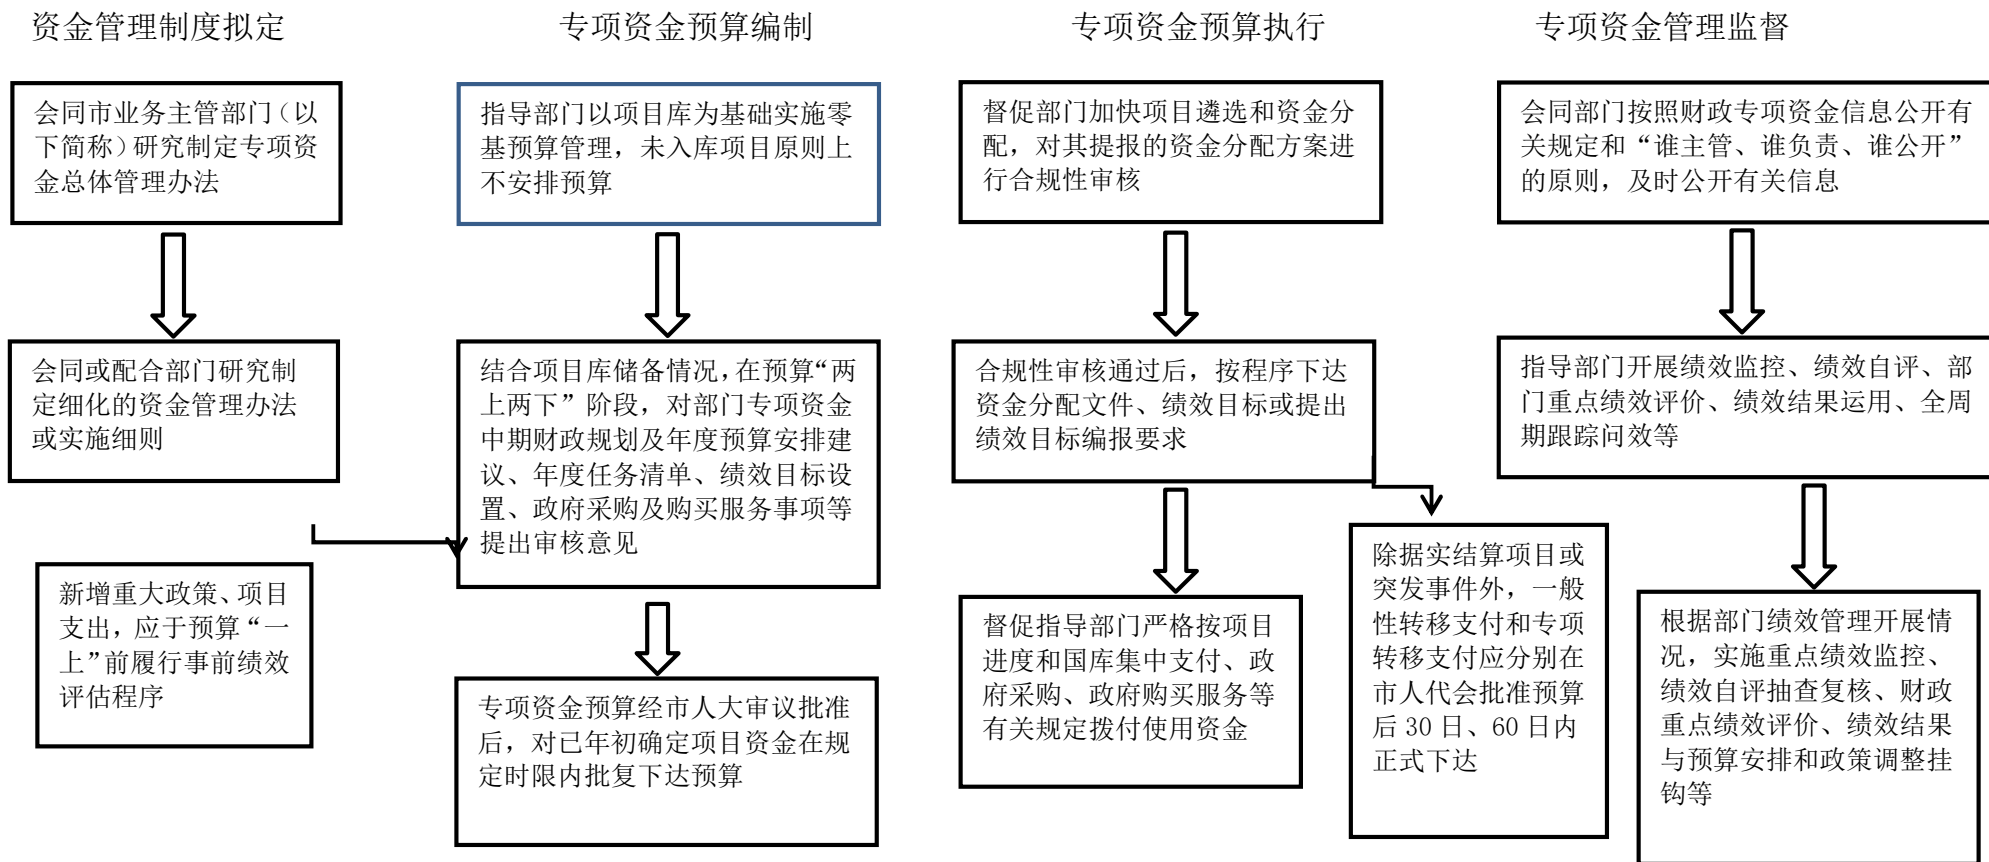 资金管理制度拟定
会同市业务主管部门（以
下简称）研究制定专项资
金总体管理办法
会同或配合部门研究制
定细化的资金管理办法
或实施细则
新增重大政策、项目
支出，应于预算“一
上”前履行事前绩效
评估程序
专项资金预算编制
指导部门以项目库为基础实施零
基预算管理，未入库项目原则上
不安排预算
结合项目库储备情况，在预算“两
上两下”阶段，对部门专项资金
中期财政规划及年度预算安排建
议、年度任务清单、绩效目标设
置、政府采购及购买服务事项等
提出审核意见
专项资金预算经市人大审议批准
后，对已年初确定项目资金在规
定时限内批复下达预算
专项资金预算执行
督促部门加快项目遴选和资金分
配，对其提报的资金分配方案进
行合规性审核
合规性审核通过后，按程序下达
资金分配文件、绩效目标或提出
绩效目标编报要求
督促指导部门严格按项目
进度和国库集中支付、政
府采购、政府购买服务等
有关规定拨付使用资金
除据实结算项目或
突发事件外，一般
性转移支付和专项
转移支付应分别在
市人代会批准预算
后 30 日、60 日内
正式下达
专项资金管理监督
会同部门按照财政专项资金信息公开有
关规定和“谁主管、谁负责、谁公开”
的原则，及时公开有关信息
指导部门开展绩效监控、绩效自评、部
门重点绩效评价、绩效结果运用、全周
期跟踪问效等
根据部门绩效管理开展情
况，实施重点绩效监控、
绩效自评抽查复核、财政
重点绩效评价、绩效结果
与预算安排和政策调整挂
钩等